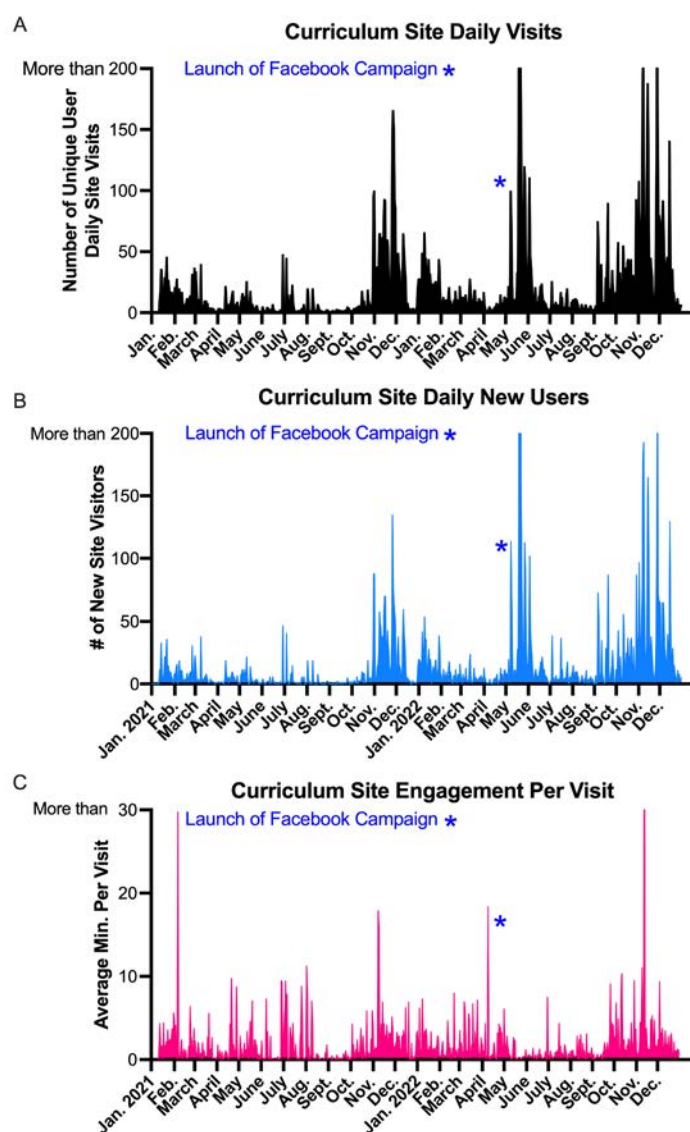 A
Curriculum Site Daily Visits
More than 200
Launch of Facebook Campaign *
150
100
50
0
Number of Unique User
Daily Site Visits
*
Jan. Feb. March April May June July Aug. Sept. Oct. Nov. Dec. Jan. Feb. March April May June July Aug. Sept. Oct. Nov. Dec.
B
Curriculum Site Daily New Users
More than 200
Launch of Facebook Campaign *
150
100
50
0
# of New Site Visitors
*
Jan. 2021 Feb. March April May June July Aug. Sept. Oct. Nov. Dec. Jan. 2022 Feb. March April May June July Aug. Sept. Oct. Nov. Dec.
C
Curriculum Site Engagement Per Visit
More than 30
Launch of Facebook Campaign *
20
10
0
Average Min. Per Visit
*
Jan. 2021 Feb. March April May June July Aug. Sept. Oct. Nov. Dec. Jan. 2022 Feb. March April May June July Aug. Sept. Oct. Nov. Dec.